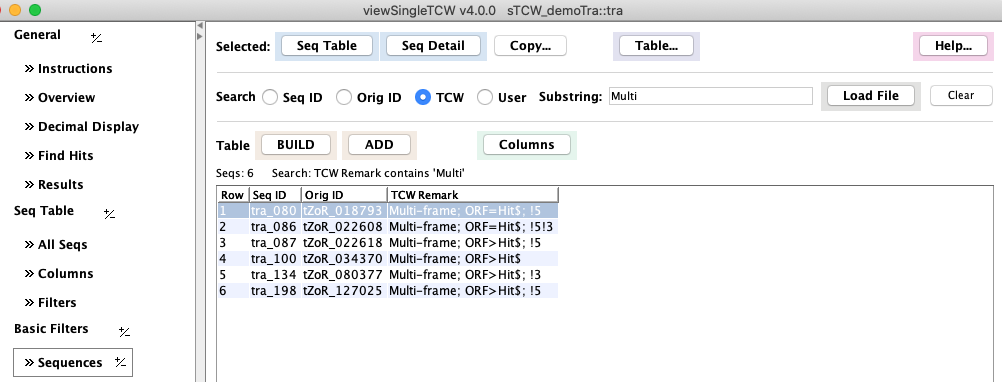 viewSingleTCW v4.0.0 sTCW_demoTra::tra
General +/-
>> Instructions
>> Overview
>> Decimal Display
>> Find Hits
>> Results
Seq Table +/-
>> All Seqs
>> Columns
>> Filters
Basic Filters +/-
>> Sequences +/-
Selected: Seq Table Seq Detail Copy... Table... Help...
Search Seq ID Orig ID TCW User Substring: Multi Load File Clear
Table BUILD ADD Columns
Seqs: 6 Search: TCW Remark contains 'Multi'
Row Seq ID Orig ID TCW Remark
1 tra_080 tZoR_018793 Multi-frame; ORF=Hit$; !5
2 tra_086 tZoR_022608 Multi-frame; ORF=Hit$; !5!3
3 tra_087 tZoR_022618 Multi-frame; ORF>Hit$; !5
4 tra_100 tZoR_034370 Multi-frame; ORF>Hit$
5 tra_134 tZoR_080377 Multi-frame; ORF>Hit$; !3
6 tra_198 tZoR_127025 Multi-frame; ORF>Hit$; !5